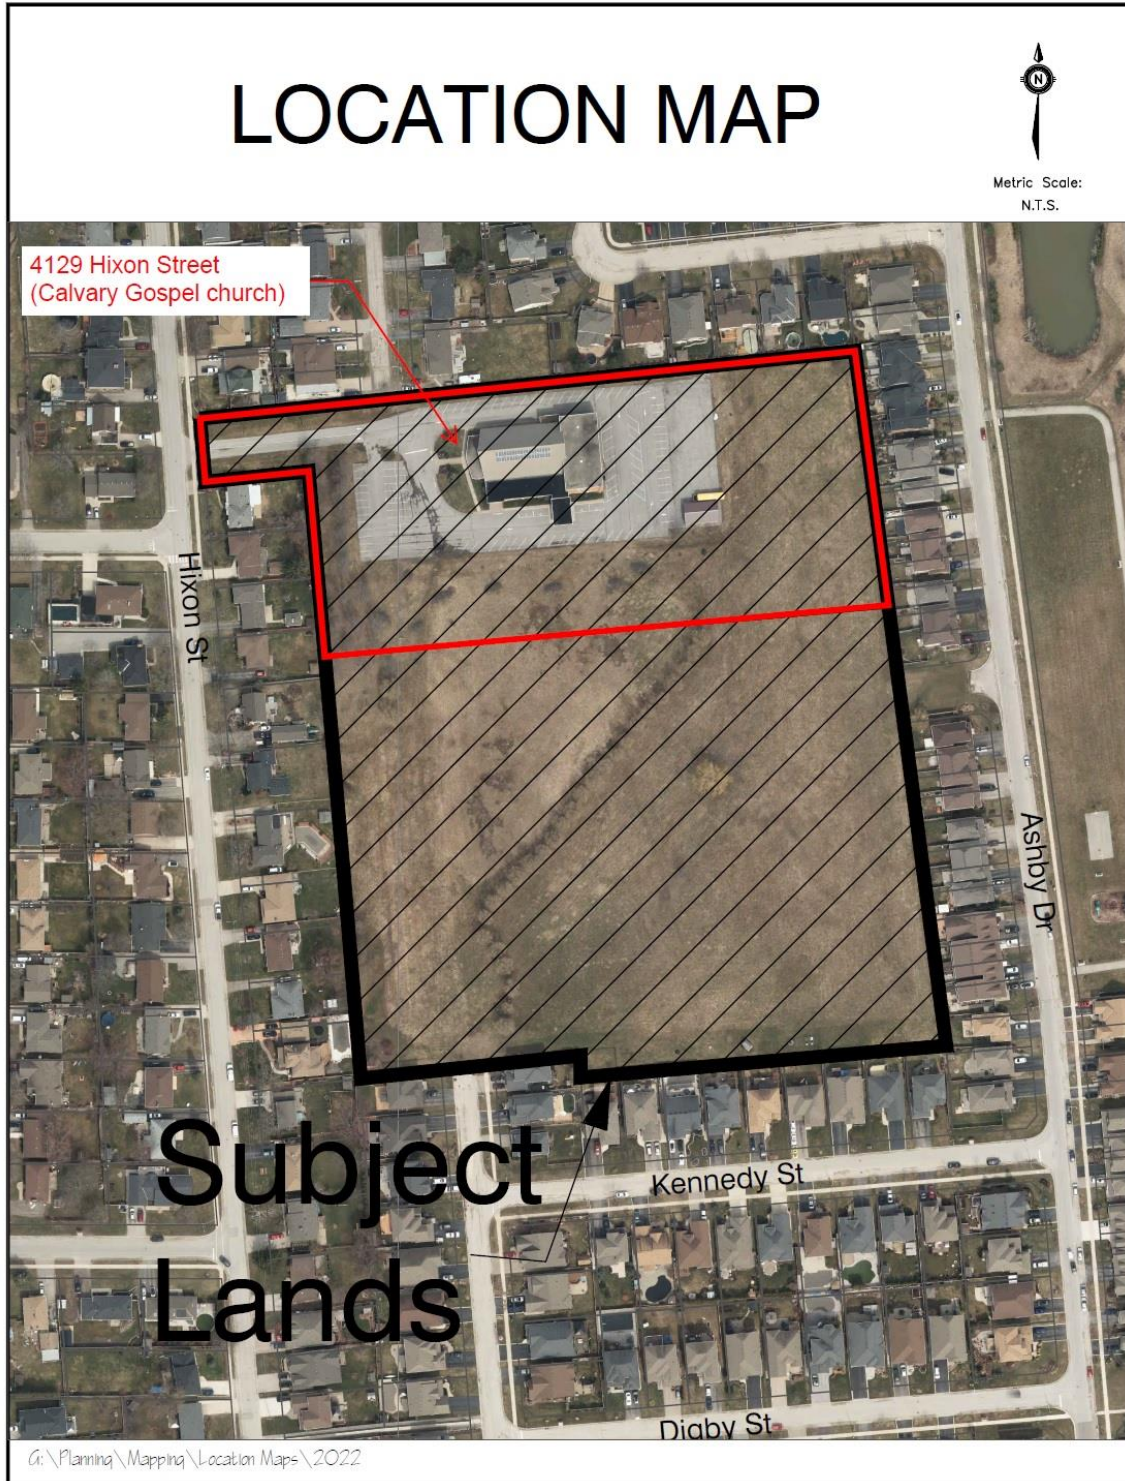 LOCATION MAP
N
Metric Scale:
N.T.S.
4129 Hixon Street
(Calvary Gospel church)
Hixon St
Ashby Dr
Subject
Lands
Kennedy St
Digby St
G:\Planning\Mapping\Location Maps\2022